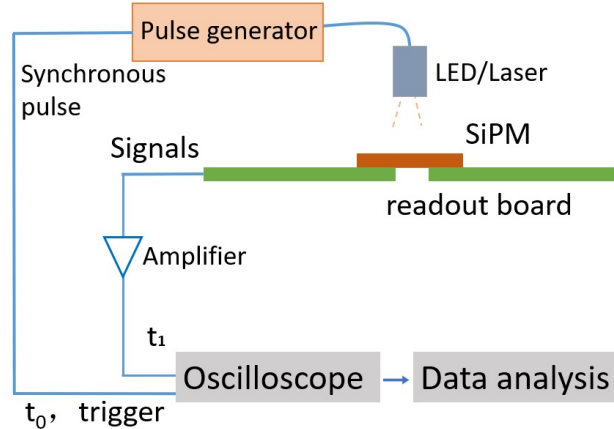 Pulse generator
Synchronous
pulse
LED/Laser
SiPM
Signals
readout board
Amplifier
t₁
Oscilloscope
Data analysis
t₀, trigger